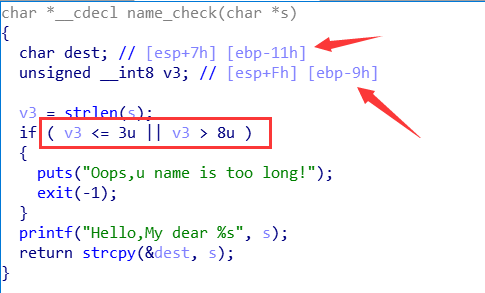 char *__cdecl name_check(char *s)
{
char dest; // [esp+7h] [ebp-11h]
unsigned __int8 v3; // [esp+Fh] [ebp-9h]
v3 = strlen(s);
if ( v3 <= 3u || v3 > 8u )
{
puts("Oops,u name is too long!");
exit(-1);
}
printf("Hello,My dear %s", s);
return strcpy(&dest, s);
}